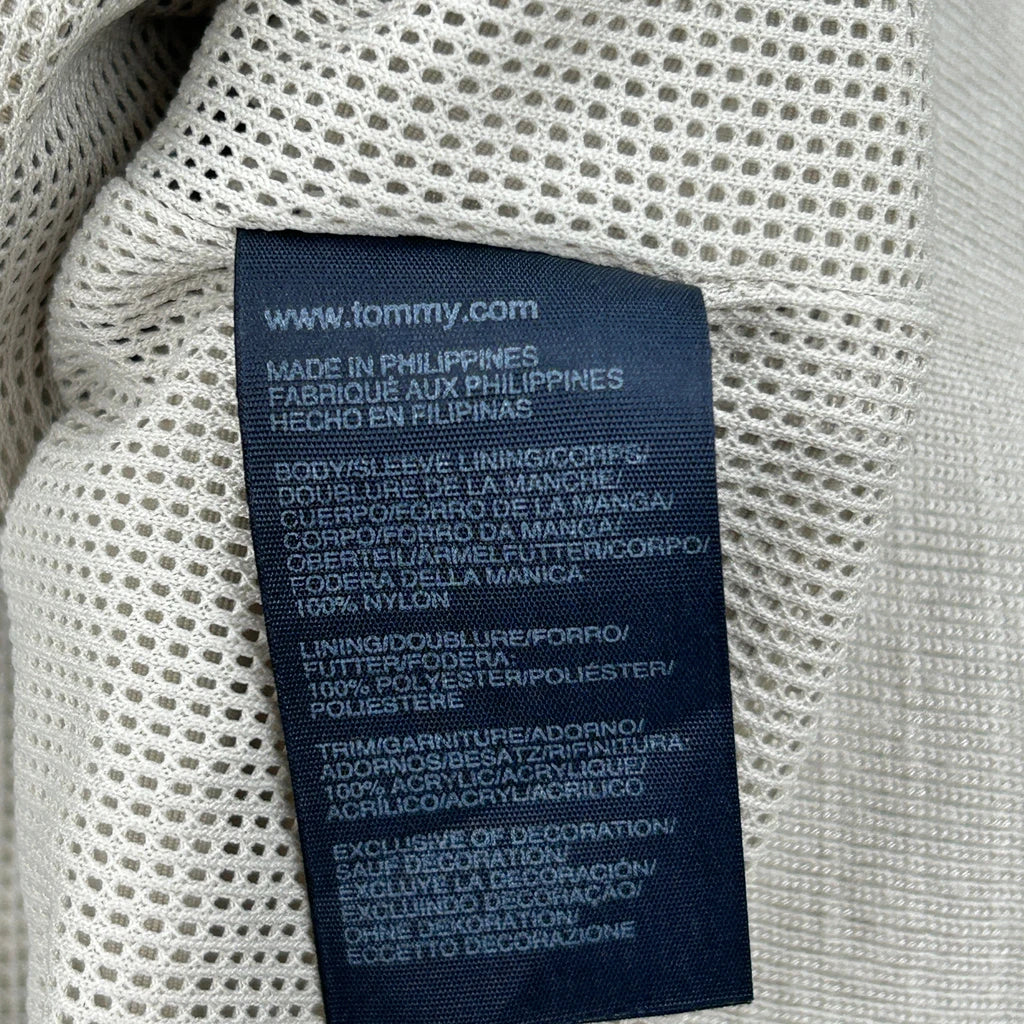 www.tommy.com
MADE IN PHILIPPINES
FABRIQUÉ AUX PHILIPPINES
HECHO EN FILIPINAS
BODY/SLEEVE LINING/CORPS/
DOUBLURE DE LA MANCHE/
CUERPO/FORRO DE LA MANGA/
CORPO/FORRO DA MANGA/
OBERTEIL/ÄRMELFUTTER/CORPO/
FODERA DELLA MANICA
100% NYLON
LINING/DOUBLURE/FORRO/
FUTTER/FODERA:
100% POLYESTER/POLIÉSTER/
POLIESTERE
TRIM/GARNITURE/ADORNO/
ADORNOS/BESATZ/RIFINITURA:
100% ACRYLIC/ACRYLIQUE/
ACRÍLICO/ACRYL/ACRILICO
EXCLUSIVE OF DECORATION/
SAUF DECORATION/
EXCLUYE LA DECORACIÓN/
EXCLUINDO DECORAÇAO/
OHNE DEKORATION/
ECCETTO DECORAZIONE